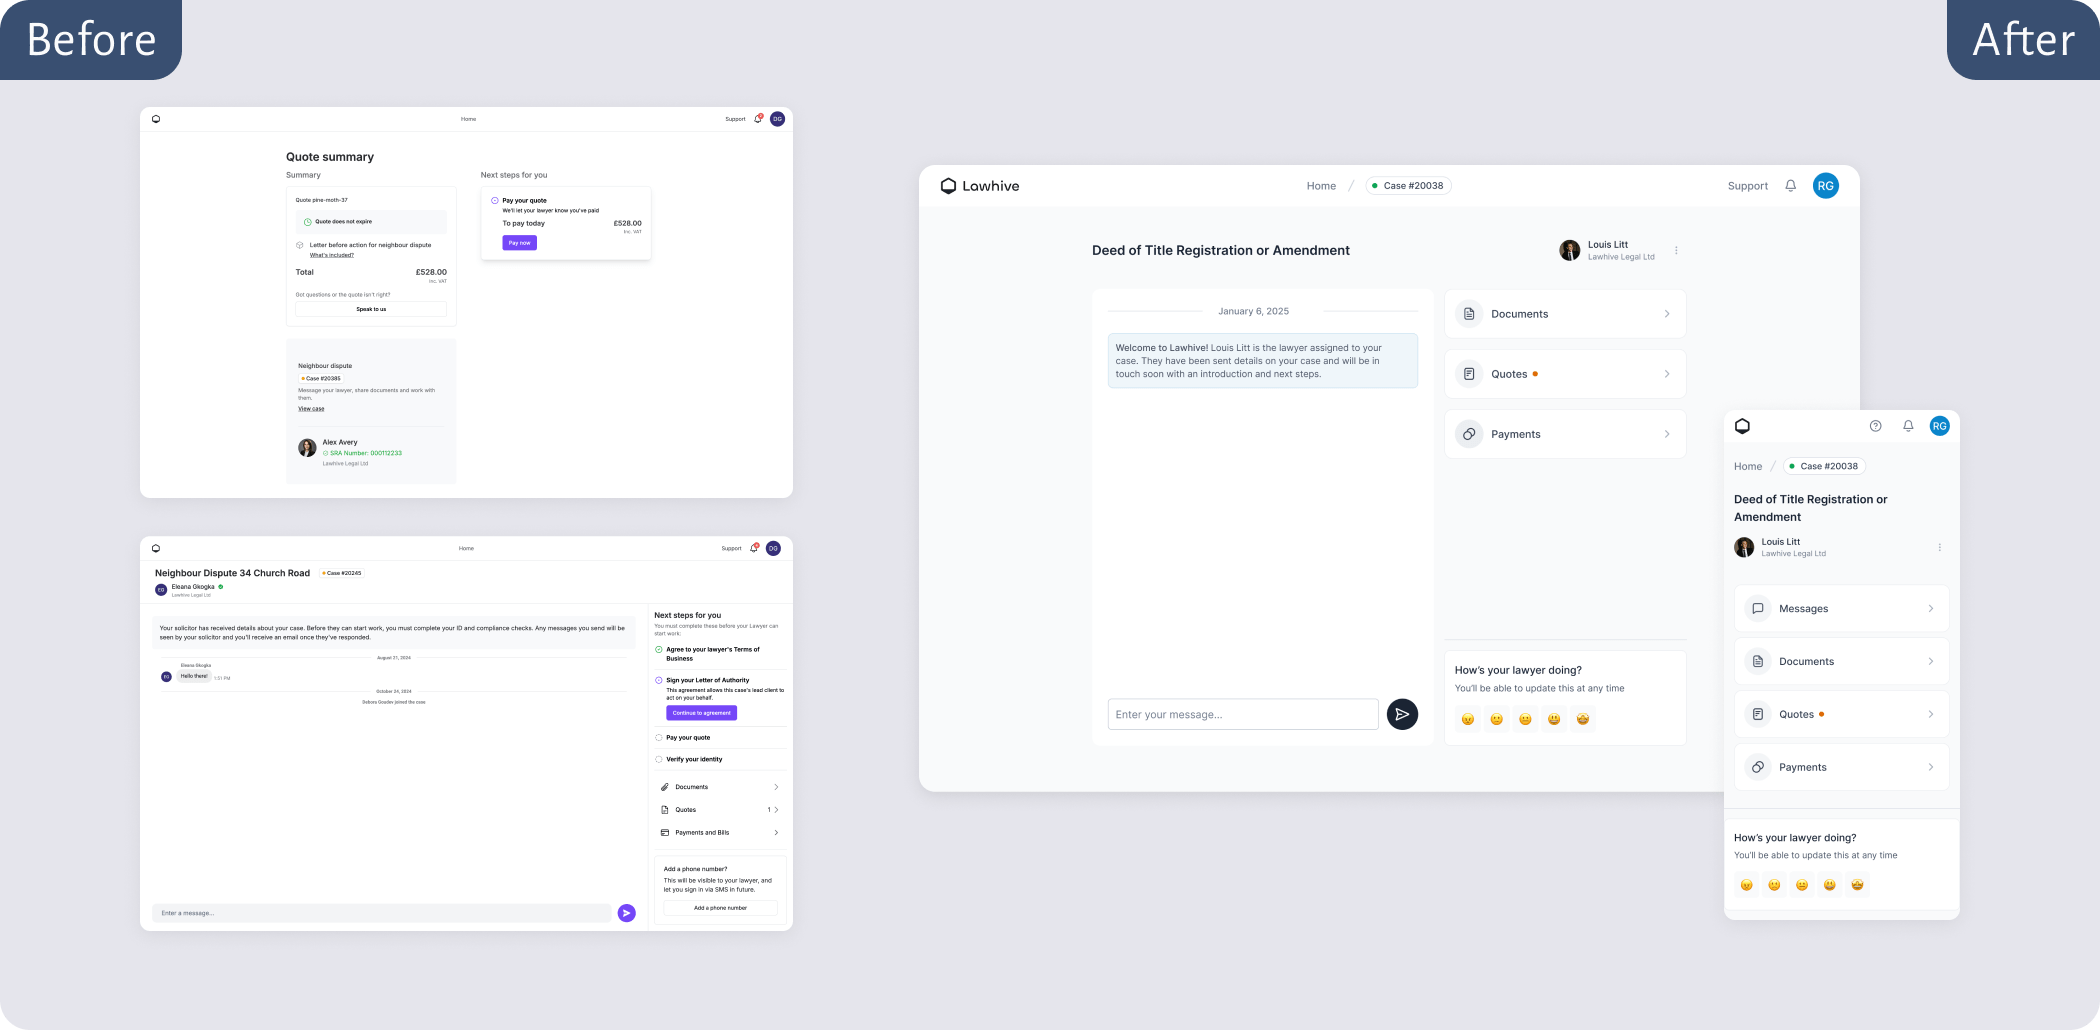 Before
After
Home
Support
DG
Quote summary
Summary
Quote pine-moth-37
Quote does not expire
Letter before action for neighbour dispute
What's included?
Total
£528.00
Inc. VAT
Got questions or the quote isn't right?
Speak to us
Next steps for you
Pay your quote
We'll let your lawyer know you've paid
To pay today
£528.00
Inc. VAT
Pay now
Neighbour dispute
Case #20385
Message your lawyer, share documents and work with
them.
View case
Alex Avery
SRA Number: 000112233
Lawhive Legal Ltd
Home
Support
DG
Neighbour Dispute 34 Church Road
Case #20245
EG
Eleana Gkogka
Lawhive Legal Ltd
Your solicitor has received details about your case. Before they can start work, you must complete your ID and compliance checks. Any messages you send will be
seen by your solicitor and you'll receive an email once they've responded.
August 21, 2024
Eleana Gkogka
EG
Hello there!
1:51 PM
October 24, 2024
Debora Goudov joined the case
Enter a message...
Next steps for you
You must complete these before your Lawyer can
start work:
Agree to your lawyer's Terms of
Business
Sign your Letter of Authority
This agreement allows this case's lead client to
act on your behalf.
Continue to agreement
Pay your quote
Verify your identity
Documents
Quotes
1
Payments and Bills
Add a phone number?
This will be visible to your lawyer, and
let you sign in via SMS in future.
Add a phone number
Lawhive
Home / Case #20038
Support
RG
Deed of Title Registration or Amendment
Louis Litt
Lawhive Legal Ltd
January 6, 2025
Welcome to Lawhive! Louis Litt is the lawyer assigned to your
case. They have been sent details on your case and will be in
touch soon with an introduction and next steps.
Enter your message...
Documents
Quotes
Payments
How's your lawyer doing?
You'll be able to update this at any time
RG
Home / Case #20038
Deed of Title Registration or
Amendment
Louis Litt
Lawhive Legal Ltd
Messages
Documents
Quotes
Payments
How's your lawyer doing?
You'll be able to update this at any time